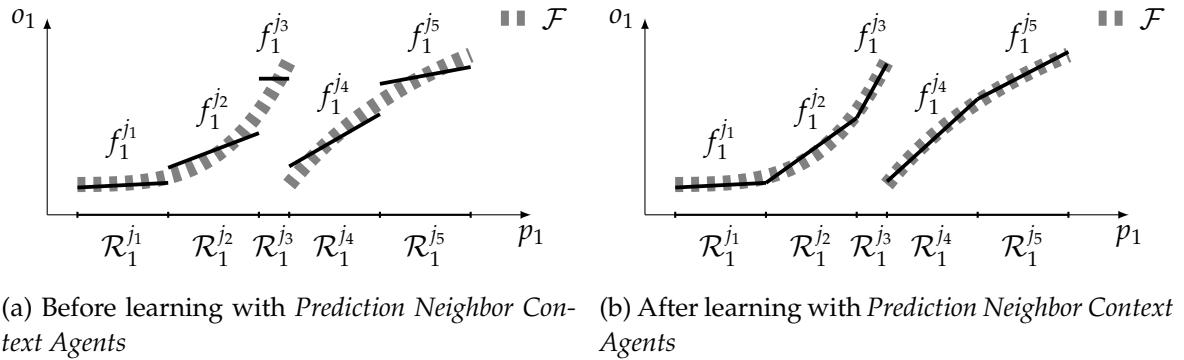 o₁
𝓕
f₁^{j₁} f₁^{j₂} f₁^{j₃} f₁^{j₄} f₁^{j₅}
𝓡₁^{j₁} 𝓡₁^{j₂} 𝓡₁^{j₃} 𝓡₁^{j₄} 𝓡₁^{j₅} p₁
(a) Before learning with Prediction Neighbor Con-
text Agents
o₁
𝓕
f₁^{j₁} f₁^{j₂} f₁^{j₃} f₁^{j₄} f₁^{j₅}
𝓡₁^{j₁} 𝓡₁^{j₂} 𝓡₁^{j₃} 𝓡₁^{j₄} 𝓡₁^{j₅} p₁
(b) After learning with Prediction Neighbor Context
Agents